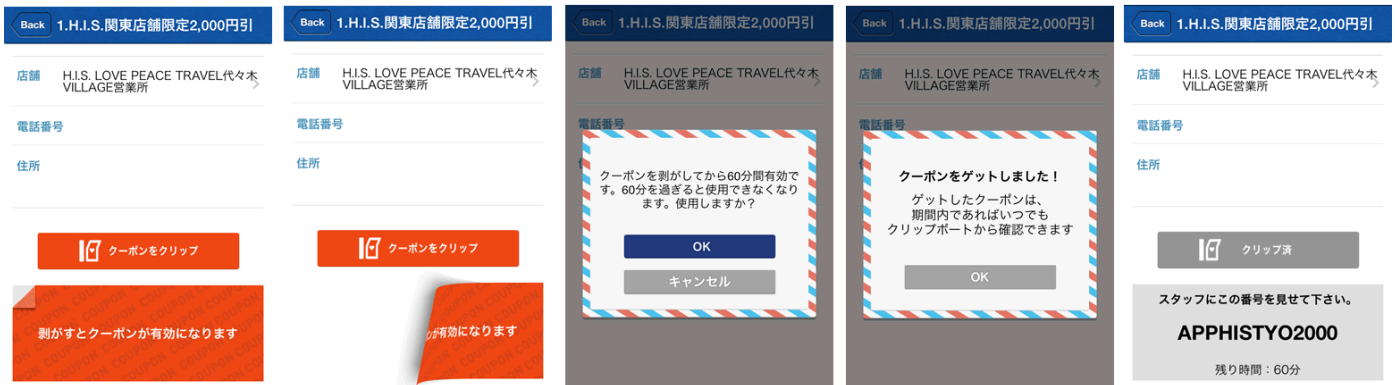 Back 1.H.I.S.関東店舗限定2,000円引
店舗 H.I.S. LOVE PEACE TRAVEL代々木
VILLAGE営業所
電話番号
住所
クーポンをクリップ
剥がすとクーポンが有効になります
Back 1.H.I.S.関東店舗限定2,000円引
店舗 H.I.S. LOVE PEACE TRAVEL代々木
VILLAGE営業所
電話番号
住所
クーポンをクリップ
が有効になります
Back 1.H.I.S.関東店舗限定2,000円引
店舗 H.I.S. LOVE PEACE TRAVEL代々木
VILLAGE営業所
電話番号
クーポンを剥がしてから60分間有効で
す。60分を過ぎると使用できなくなり
ます。使用しますか？
OK
キャンセル
Back 1.H.I.S.関東店舗限定2,000円引
店舗 H.I.S. LOVE PEACE TRAVEL代々木
VILLAGE営業所
電話番号
クーポンをゲットしました！
ゲットしたクーポンは、
期間内であればいつでも
クリップポートから確認できます
OK
Back 1.H.I.S.関東店舗限定2,000円引
店舗 H.I.S. LOVE PEACE TRAVEL代々木
VILLAGE営業所
電話番号
住所
クリップ済
スタッフにこの番号を見せて下さい。
APPHISTYO2000
残り時間：60分